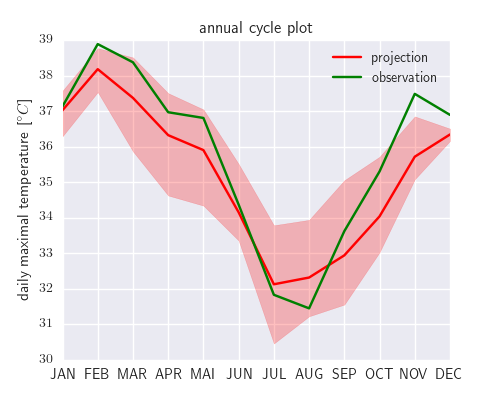 annual cycle plot
projection
observation
daily maximal temperature [°C]
39
38
37
36
35
34
33
32
31
30
JAN FEB MAR APR MAI JUN JUL AUG SEP OCT NOV DEC